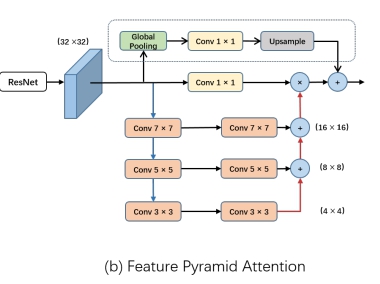 Global
Pooling
Conv 1 × 1
Upsample
(32 ×32)
ResNet
Conv 1 × 1
×
+
Conv 7 × 7
Conv 7 × 7
+
(16 × 16)
Conv 5 × 5
Conv 5 × 5
+
(8 × 8)
Conv 3 × 3
Conv 3 × 3
(4 × 4)
(b) Feature Pyramid Attention